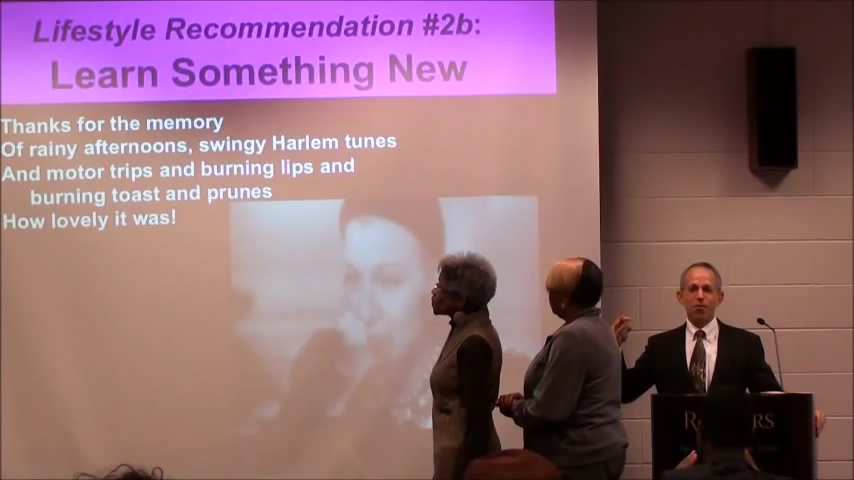 Lifestyle Recommendation #2b:
Learn Something New
Thanks for the memory
Of rainy afternoons, swingy Harlem tunes
And motor trips and burning lips and
burning toast and prunes
How lovely it was!